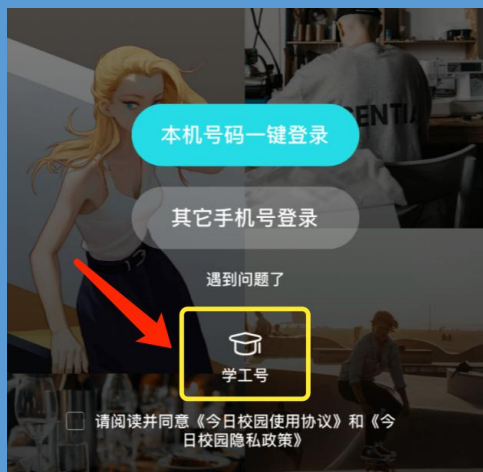 ENTI
本机号码一键登录
其它手机号登录
遇到问题了
学工号
请阅读并同意《今日校园使用协议》和《今
日校园隐私政策》